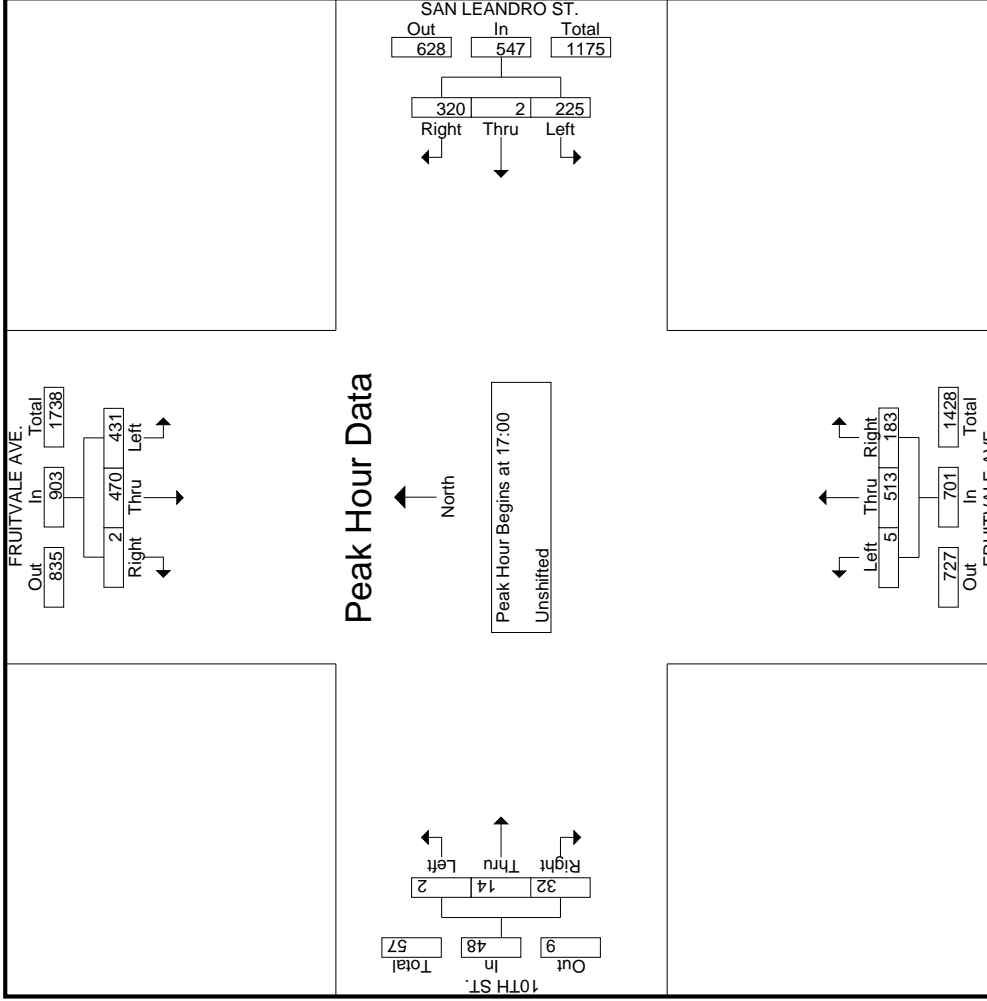 SAN LEANDRO ST.
Out In Total
628 547 1175
320 2 225
Right Thru Left
FRUITVALE AVE.
Out In Total
835 903 1738
2 470 431
Right Thru Left
Peak Hour Data
North
Peak Hour Begins at 17:00
Unshifted
Left Thru Right
5 513 183
727 701 1428
Out In Total
FRUITVALE AVE.
Left Thru Right
2 14 32
Total In Out
57 48 9
10TH ST.